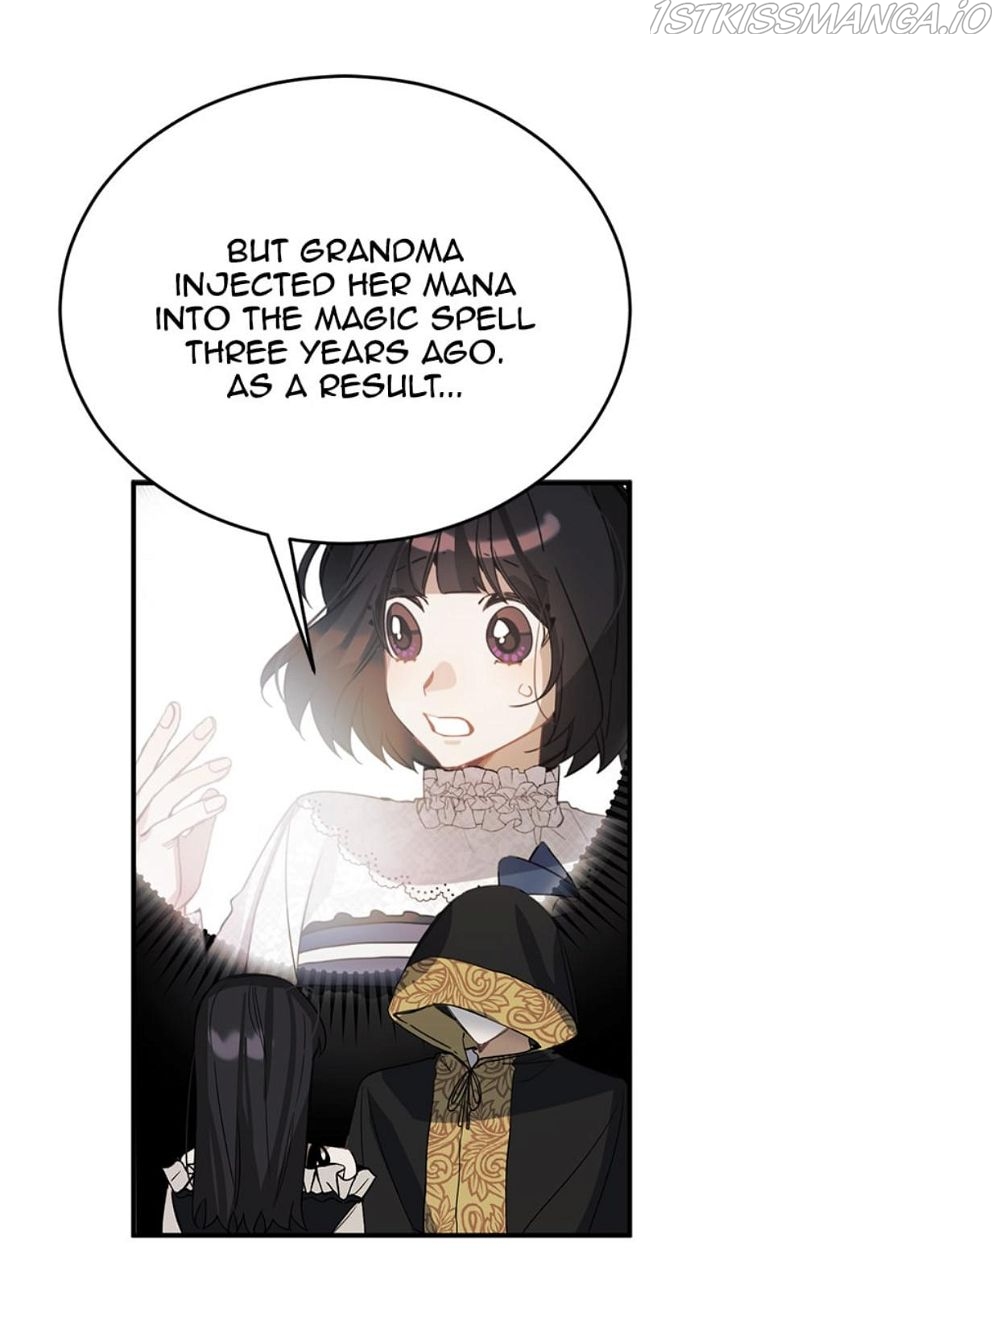 1STKISSMANGA.IO
BUT GRANDMA
INJECTED HER MANA
INTO THE MAGIC SPELL
THREE YEARS AGO.
AS A RESULT...